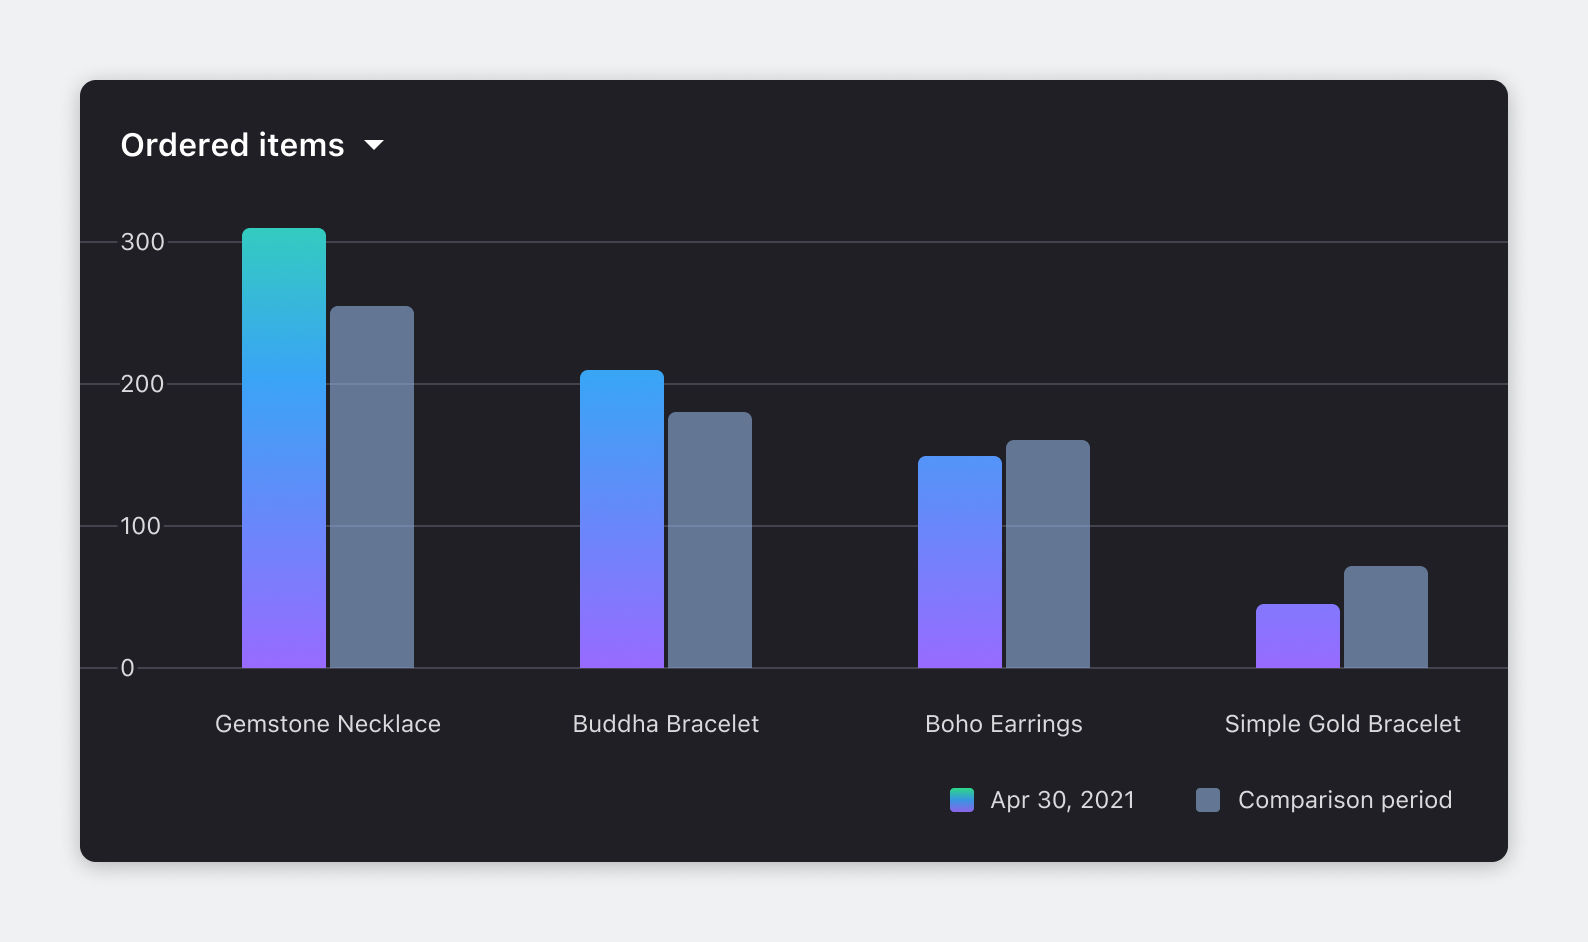 Ordered items
300
200
100
0
Gemstone Necklace
Buddha Bracelet
Boho Earrings
Simple Gold Bracelet
Apr 30, 2021
Comparison period